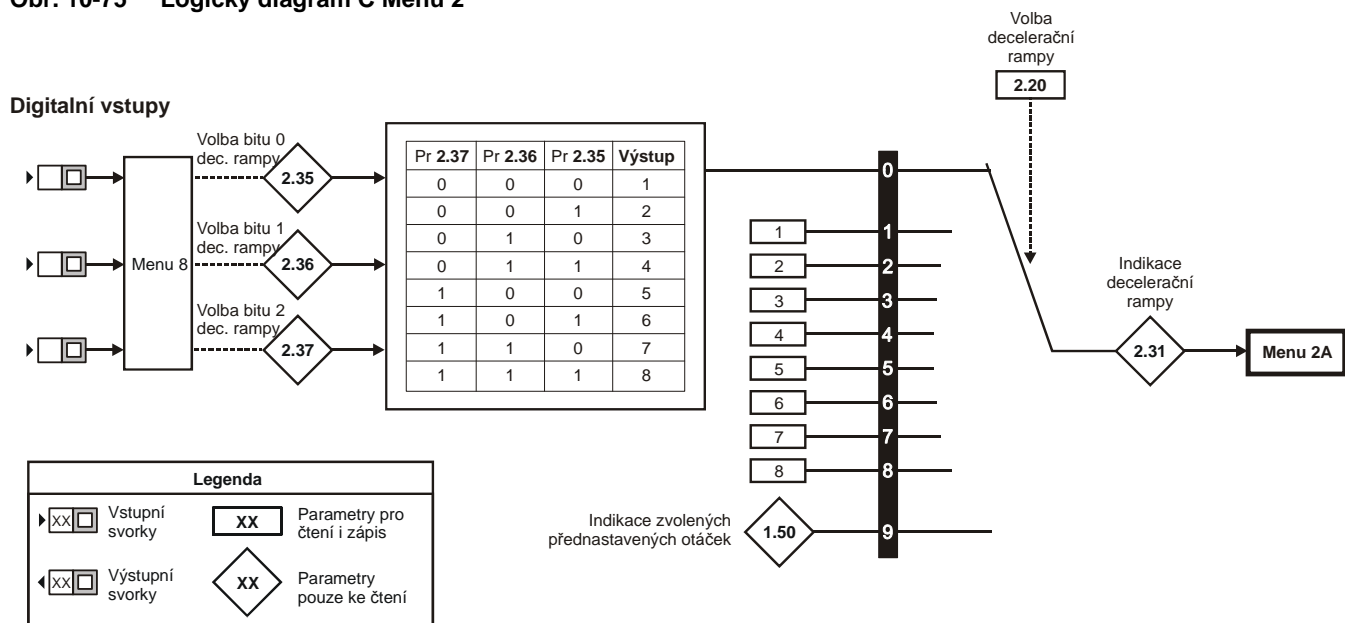 Obr. 10-75 Logický diagram C Menu 2
Volba
decelerační
rampy
2.20
Digitalní vstupy
Menu 8
Volba bitu 0
dec. rampy
2.35
Volba bitu 1
dec. rampy
2.36
Volba bitu 2
dec. rampy
2.37
Pr 2.37 Pr 2.36 Pr 2.35 Výstup
0 0 0 1
0 0 1 2
0 1 0 3
0 1 1 4
1 0 0 5
1 0 1 6
1 1 0 7
1 1 1 8
0
1 1
2 2
3 3
4 4
5 5
6 6
7 7
8 8
Indikace zvolených
přednastavených otáček
1.50
9
Indikace
decelerační
rampy
2.31
Menu 2A
Legenda
XX Vstupní
svorky
XX Parametry pro
čtení i zápis
XX Výstupní
svorky
XX Parametry
pouze ke čtení